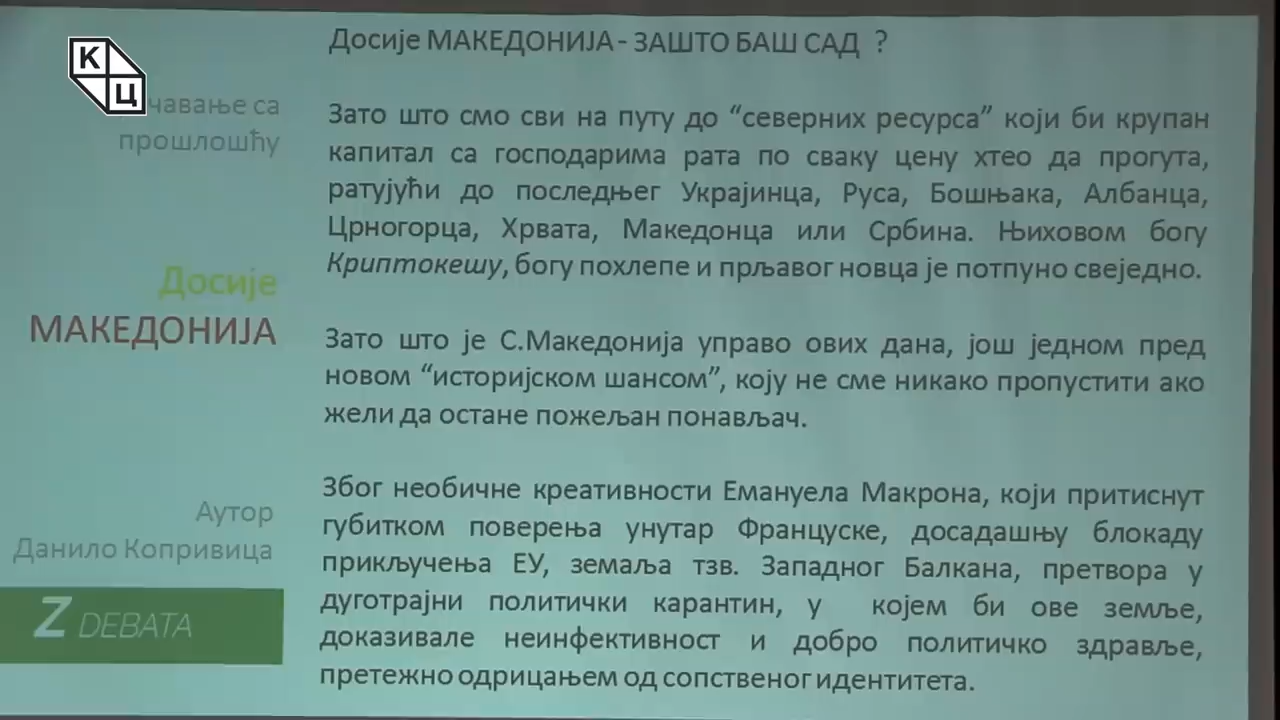 Досије МАКЕДОНИЈА - ЗАШТО БАШ САД ?
К
Ц
чавање са
прошлошћу
Зато што смо сви на путу до “северних ресурса” који би крупан
капитал са господарима рата по сваку цену хтео да прогута,
ратујући до последњег Украјинца, Руса, Бошњака, Албанца,
Црногорца, Хрвата, Македонца или Србина. Њиховом богу
Криптокешу, богу похлепе и прљавог новца је потпуно свеједно.
Досије
МАКЕДОНИЈА
Зато што је С.Македонија управо ових дана, још једном пред
новом “историјском шансом”, коју не сме никако пропустити ако
жели да остане пожељан понављач.
Због необичне креативности Емануела Макрона, који притиснут
губитком поверења унутар Француске, досадашњу блокаду
прикључења ЕУ, земаља тзв. Западног Балкана, претвора у
дуготрајни политички карантин, у којем би ове земље,
доказивале неинфективност и добро политичко здравље,
претежно одрицањем од сопственог идентитета.
Аутор
Данило Копривица
Z DEBATA